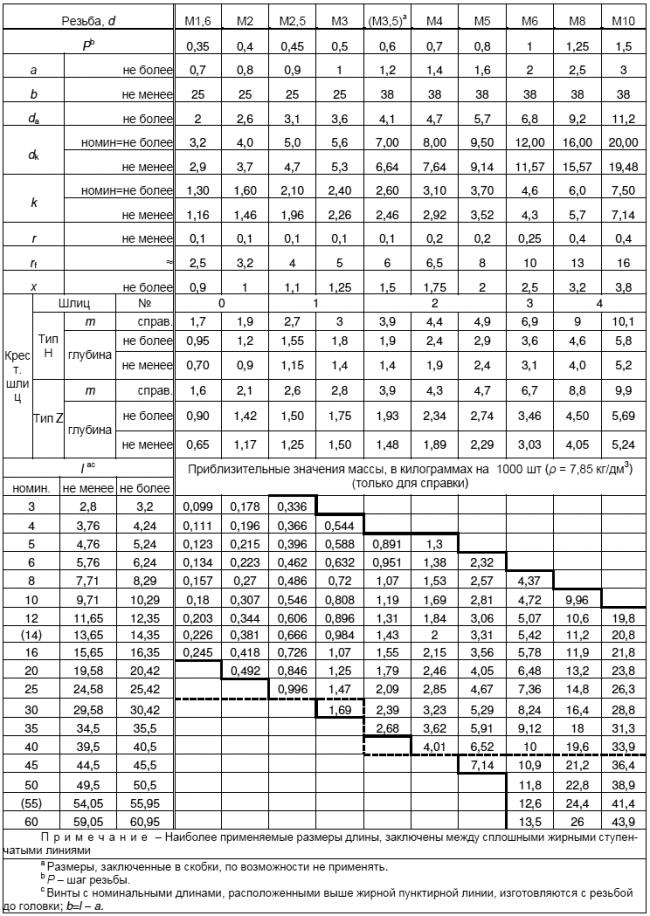 Резьба, d M1,6 M2 M2,5 M3 (M3,5)a M4 M5 M6 M8 M10
Pb 0,35 0,4 0,45 0,5 0,6 0,7 0,8 1 1,25 1,5
a не более 0,7 0,8 0,9 1 1,2 1,4 1,6 2 2,5 3
b не менее 25 25 25 25 38 38 38 38 38 38
da не более 2 2,6 3,1 3,6 4,1 4,7 5,7 6,8 9,2 11,2
dk номин=не более 3,2 4,0 5,0 5,6 7,00 8,00 9,50 12,00 16,00 20,00
не менее 2,9 3,7 4,7 5,3 6,64 7,64 9,14 11,57 15,57 19,48
k номин=не более 1,30 1,60 2,10 2,40 2,60 3,10 3,70 4,6 6,0 7,50
не менее 1,16 1,46 1,96 2,26 2,46 2,92 3,52 4,3 5,7 7,14
r не менее 0,1 0,1 0,1 0,1 0,1 0,2 0,2 0,25 0,4 0,4
rf ≈ 2,5 3,2 4 5 6 6,5 8 10 13 16
x не более 0,9 1 1,1 1,25 1,5 1,75 2 2,5 3,2 3,8
Крест. шлиц Шлиц № 0 1 2 3 4
Тип H m справ. 1,7 1,9 2,7 3 3,9 4,4 4,9 6,9 9 10,1
глубина не более 0,95 1,2 1,55 1,8 1,9 2,4 2,9 3,6 4,6 5,8
не менее 0,70 0,9 1,15 1,4 1,4 1,9 2,4 3,1 4,0 5,2
Тип Z m справ. 1,6 2,1 2,6 2,8 3,9 4,3 4,7 6,7 8,8 9,9
глубина не более 0,90 1,42 1,50 1,75 1,93 2,34 2,74 3,46 4,50 5,69
не менее 0,65 1,17 1,25 1,50 1,48 1,89 2,29 3,03 4,05 5,24
l ac Приблизительные значения массы, в килограммах на 1000 шт (ρ = 7,85 кг/дм3)
номин. не менее не более (только для справки)
3 2,8 3,2 0,099 0,178 0,336
4 3,76 4,24 0,111 0,196 0,366 0,544
5 4,76 5,24 0,123 0,215 0,396 0,588 0,891 1,3
6 5,76 6,24 0,134 0,223 0,462 0,632 0,951 1,38 2,32
8 7,71 8,29 0,157 0,27 0,486 0,72 1,07 1,53 2,57 4,37
10 9,71 10,29 0,18 0,307 0,546 0,808 1,19 1,69 2,81 4,72 9,96
12 11,65 12,35 0,203 0,344 0,606 0,896 1,31 1,84 3,06 5,07 10,6 19,8
(14) 13,65 14,35 0,226 0,381 0,666 0,984 1,43 2 3,31 5,42 11,2 20,8
16 15,65 16,35 0,245 0,418 0,726 1,07 1,55 2,15 3,56 5,78 11,9 21,8
20 19,58 20,42 0,492 0,846 1,25 1,79 2,46 4,05 6,48 13,2 23,8
25 24,58 25,42 0,996 1,47 2,09 2,85 4,67 7,36 14,8 26,3
30 29,58 30,42 1,69 2,39 3,23 5,29 8,24 16,4 28,8
35 34,5 35,5 2,68 3,62 5,91 9,12 18 31,3
40 39,5 40,5 4,01 6,52 10 19,6 33,9
45 44,5 45,5 7,14 10,9 21,2 36,4
50 49,5 50,5 11,8 22,8 38,9
(55) 54,05 55,95 12,6 24,4 41,4
60 59,05 60,95 13,5 26 43,9
Примечание – Наиболее применяемые размеры длины, заключены между сплошными жирными ступен-
чатыми линиями
a Размеры, заключенные в скобки, по возможности не применять.
b P – шаг резьбы.
c Винты с номинальными длинами, расположенными выше жирной пунктирной линии, изготовляются с резьбой
до головки; b=l – a.